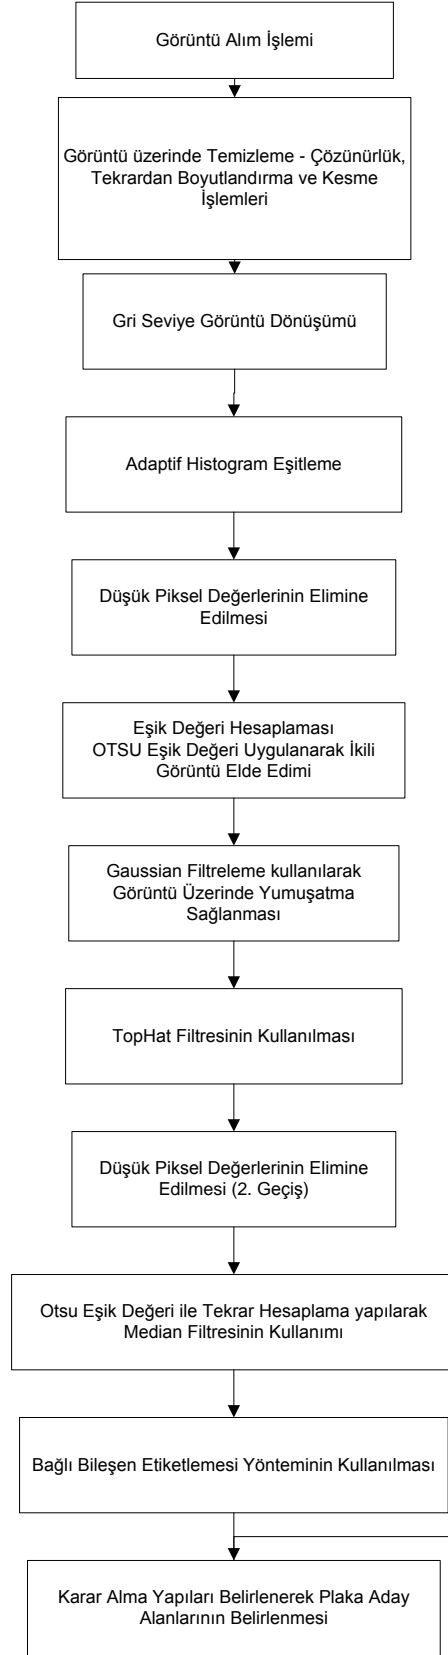 Görüntü Alım İşlemi
Görüntü üzerinde Temizleme - Çözünürlük,
Tekrardan Boyutlandırma ve Kesme
İşlemleri
Gri Seviye Görüntü Dönüşümü
Adaptif Histogram Eşitleme
Düşük Piksel Değerlerinin Elimine
Edilmesi
Eşik Değeri Hesaplaması
OTSU Eşik Değeri Uygulanarak İkili
Görüntü Elde Edimi
Gaussian Filtreleme kullanılarak
Görüntü Üzerinde Yumuşatma
Sağlanması
TopHat Filtresinin Kullanılması
Düşük Piksel Değerlerinin Elimine
Edilmesi (2. Geçiş)
Otsu Eşik Değeri ile Tekrar Hesaplama yapılarak
Median Filtresinin Kullanımı
Bağlı Bileşen Etiketlemesi Yönteminin Kullanılması
Karar Alma Yapıları Belirlenerek Plaka Aday
Alanlarının Belirlenmesi